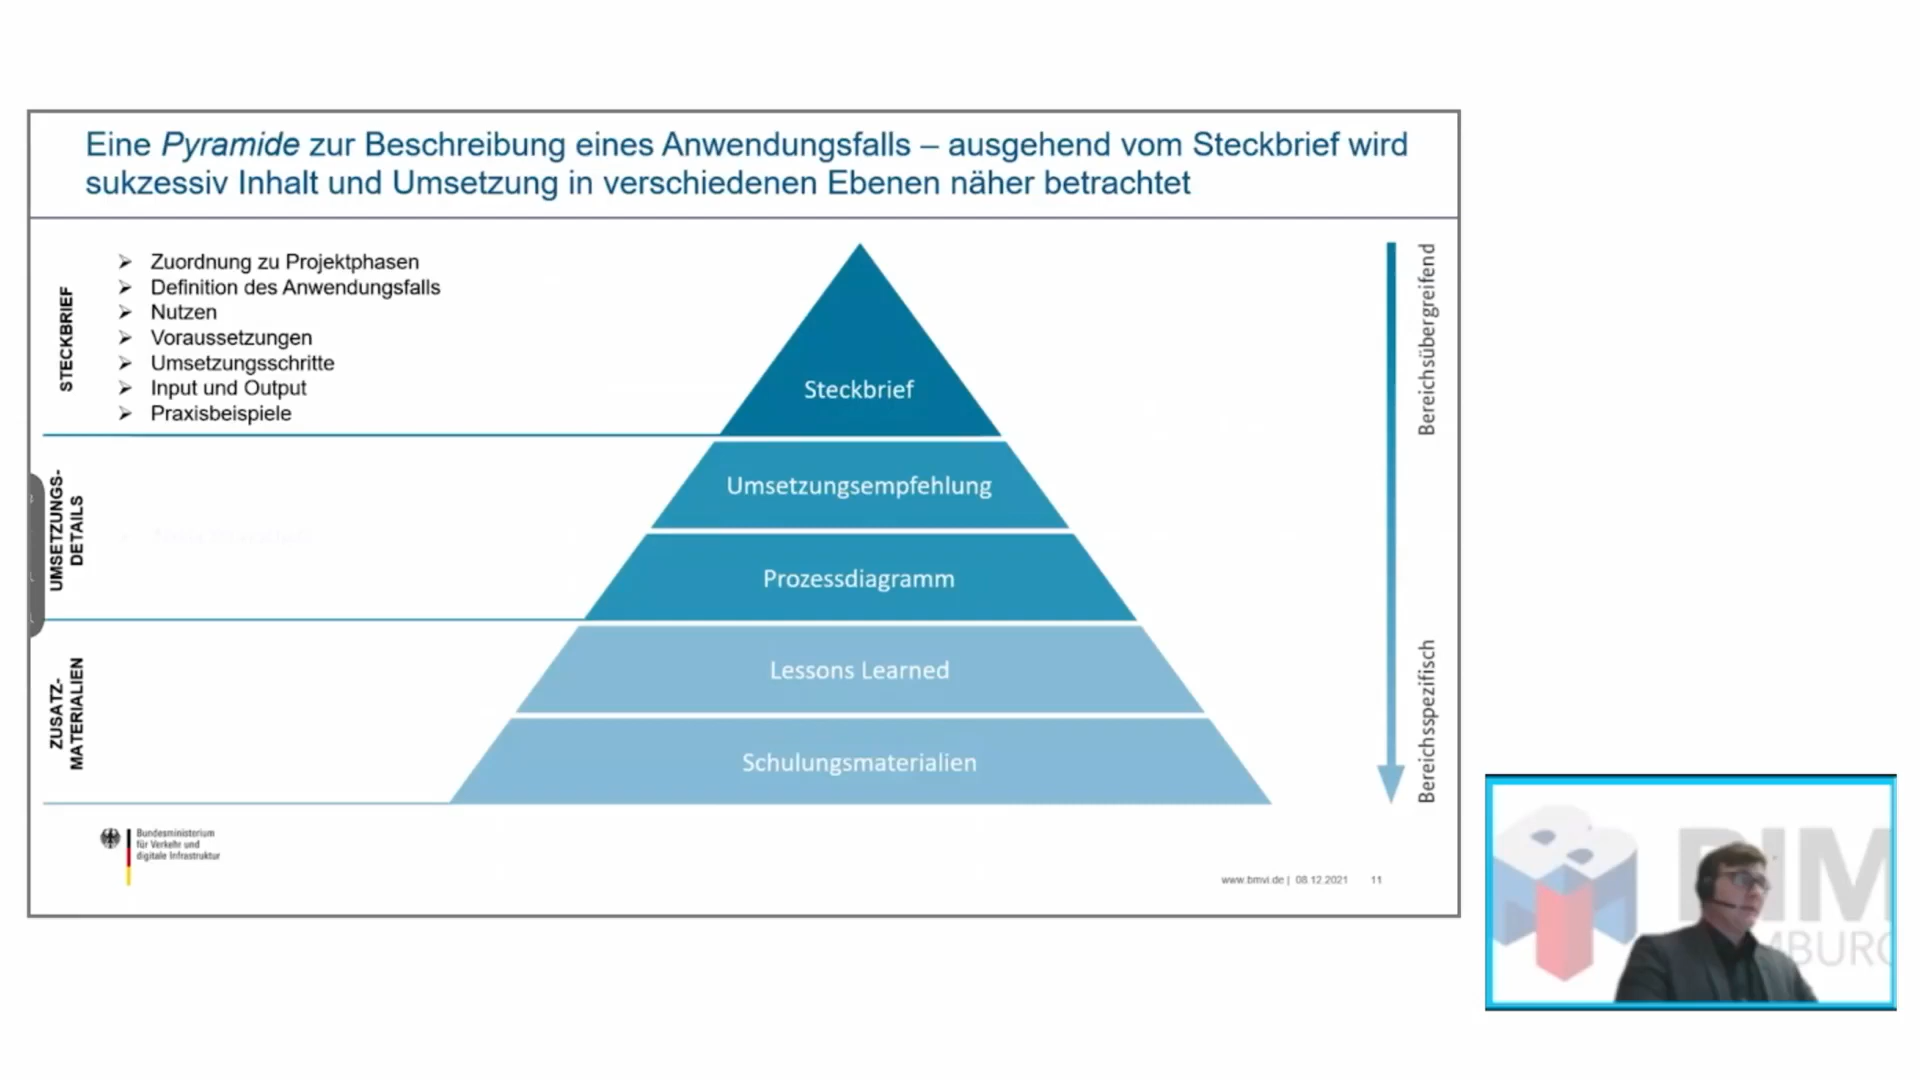 Eine Pyramide zur Beschreibung eines Anwendungsfalls – ausgehend vom Steckbrief wird
sukzessiv Inhalt und Umsetzung in verschiedenen Ebenen näher betrachtet
STECKBRIEF
➢ Zuordnung zu Projektphasen
➢ Definition des Anwendungsfalls
➢ Nutzen
➢ Voraussetzungen
➢ Umsetzungsschritte
➢ Input und Output
➢ Praxisbeispiele
Steckbrief
Bereichsübergreifend
UMSETZUNGS-
DETAILS
Umsetzungsempfehlung
Prozessdiagramm
ZUSATZ-
MATERIALIEN
Lessons Learned
Schulungsmaterialien
Bereichsspezifisch
Bundesministerium
für Verkehr und
digitale Infrastruktur
www.bmvi.de | 08.12.2021 11
BIM
MBURG